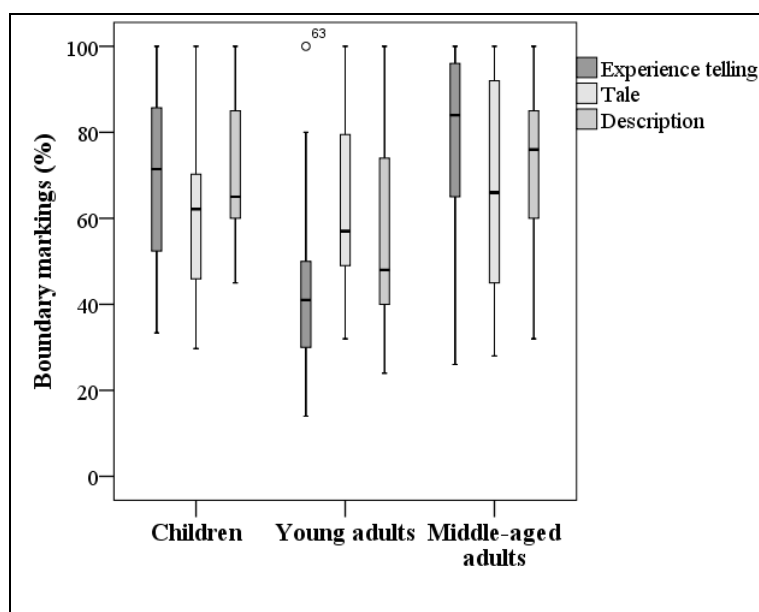 63
100
80
60
40
20
0
Boundary markings (%)
Experience telling
Tale
Description
Children
Young adults
Middle-aged
adults